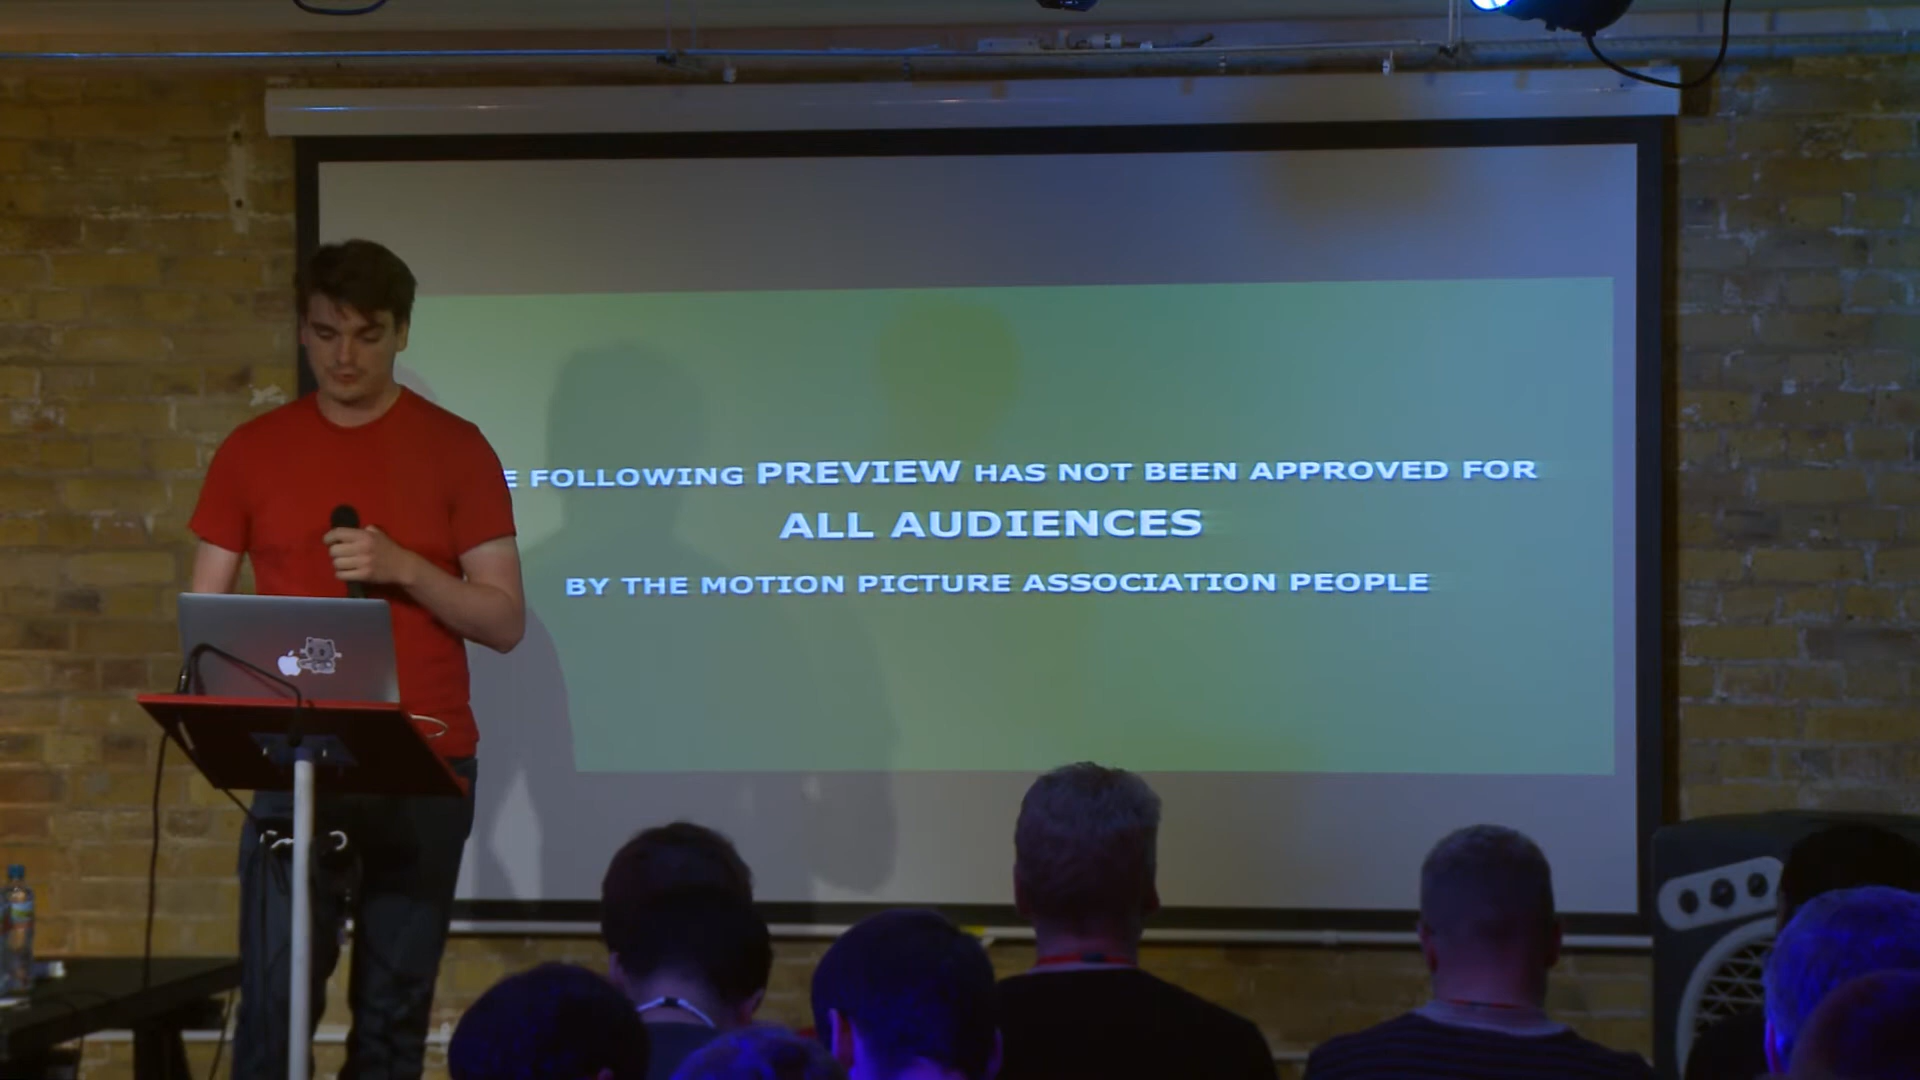 FOLLOWING PREVIEW HAS NOT BEEN APPROVED FOR
ALL AUDIENCES
BY THE MOTION PICTURE ASSOCIATION PEOPLE